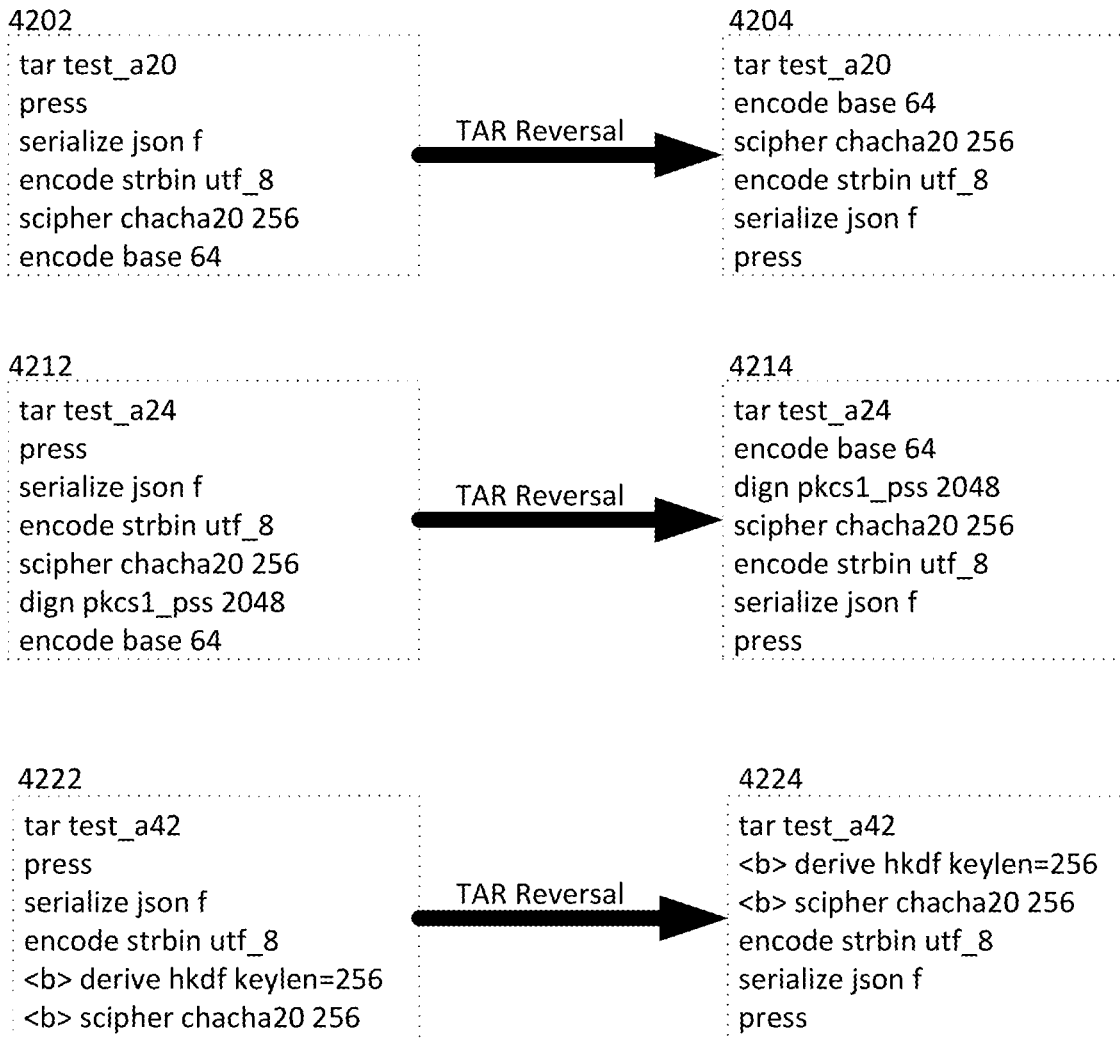 4202
tar test_a20
press
serialize json f
encode strbin utf_8
scipher chacha20 256
encode base 64
TAR Reversal
4204
tar test_a20
encode base 64
scipher chacha20 256
encode strbin utf_8
serialize json f
press
4212
tar test_a24
press
serialize json f
encode strbin utf_8
scipher chacha20 256
dign pkcs1_pss 2048
encode base 64
TAR Reversal
4214
tar test_a24
encode base 64
dign pkcs1_pss 2048
scipher chacha20 256
encode strbin utf_8
serialize json f
press
4222
tar test_a42
press
serialize json f
encode strbin utf_8
<b> derive hkdf keylen=256
<b> scipher chacha20 256
TAR Reversal
4224
tar test_a42
<b> derive hkdf keylen=256
<b> scipher chacha20 256
encode strbin utf_8
serialize json f
press